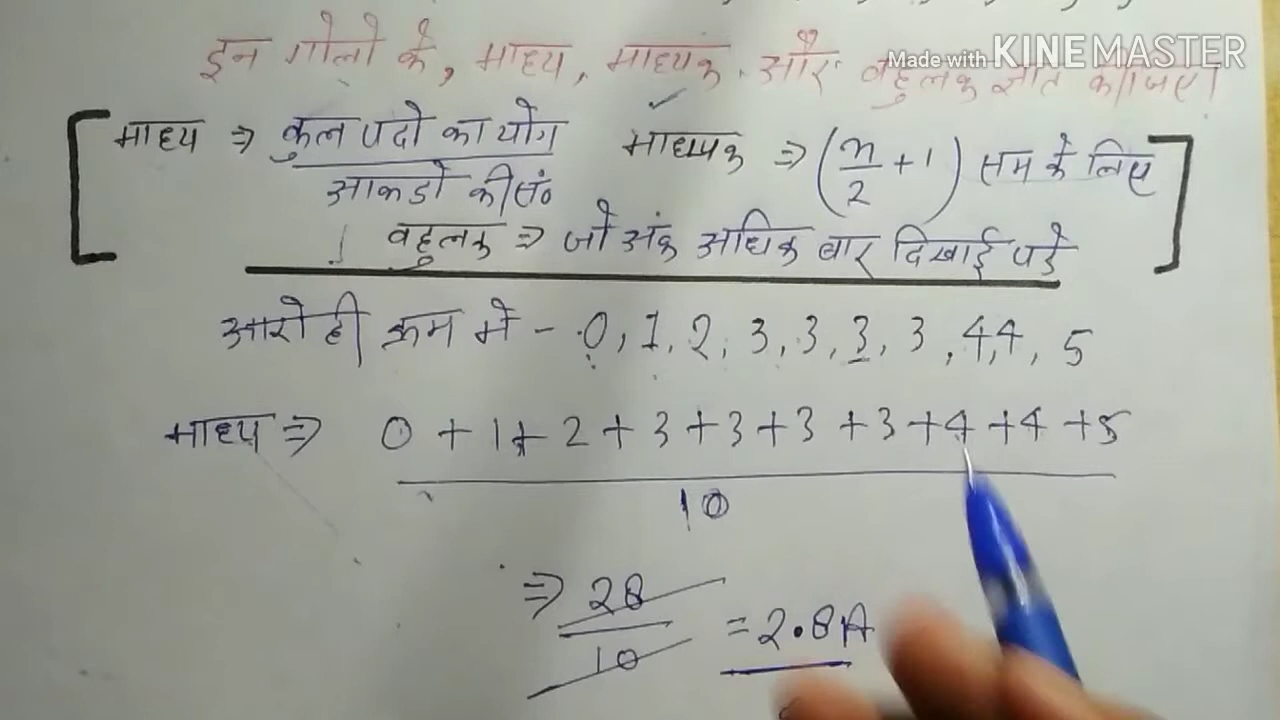 इन गोलो के, माध्य, माध्यक और बहुलक ज्ञात कीजिए।
Made with KINEMASTER
माध्य ⇒ कुल पदो का योग / आकडो की सं० माध्यक ⇒ (n/2 + 1) सम के लिए
बहुलक ⇒ जो अंक अधिक बार दिखाई पडे
आरोही क्रम मे - 0, 1, 2, 3, 3, 3, 3, 4, 4, 5
माध्य ⇒ 0 + 1 + 2 + 3 + 3 + 3 + 3 + 4 + 4 + 5
10
⇒ 28 / 10 = 2.8 A